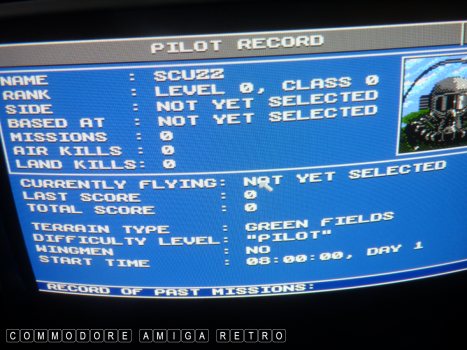 PILOT RECORD
NAME : SCUZZ
RANK : LEVEL 0, CLASS 0
SIDE : NOT YET SELECTED
BASED AT : NOT YET SELECTED
MISSIONS : 0
AIR KILLS : 0
LAND KILLS: 0
CURRENTLY FLYING: NOT YET SELECTED
LAST SCORE : 0
TOTAL SCORE : 0
TERRAIN TYPE : GREEN FIELDS
DIFFICULTY LEVEL: "PILOT"
WINGMEN : NO
START TIME : 08:00:00, DAY 1
RECORD OF PAST MISSIONS:
COMMODORE AMIGA RETRO